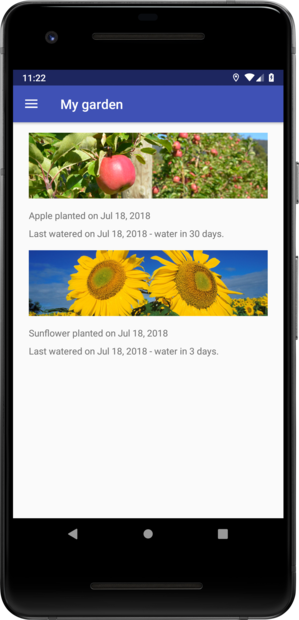 11:22
My garden
Apple planted on Jul 18, 2018
Last watered on Jul 18, 2018 - water in 30 days.
Sunflower planted on Jul 18, 2018
Last watered on Jul 18, 2018 - water in 3 days.